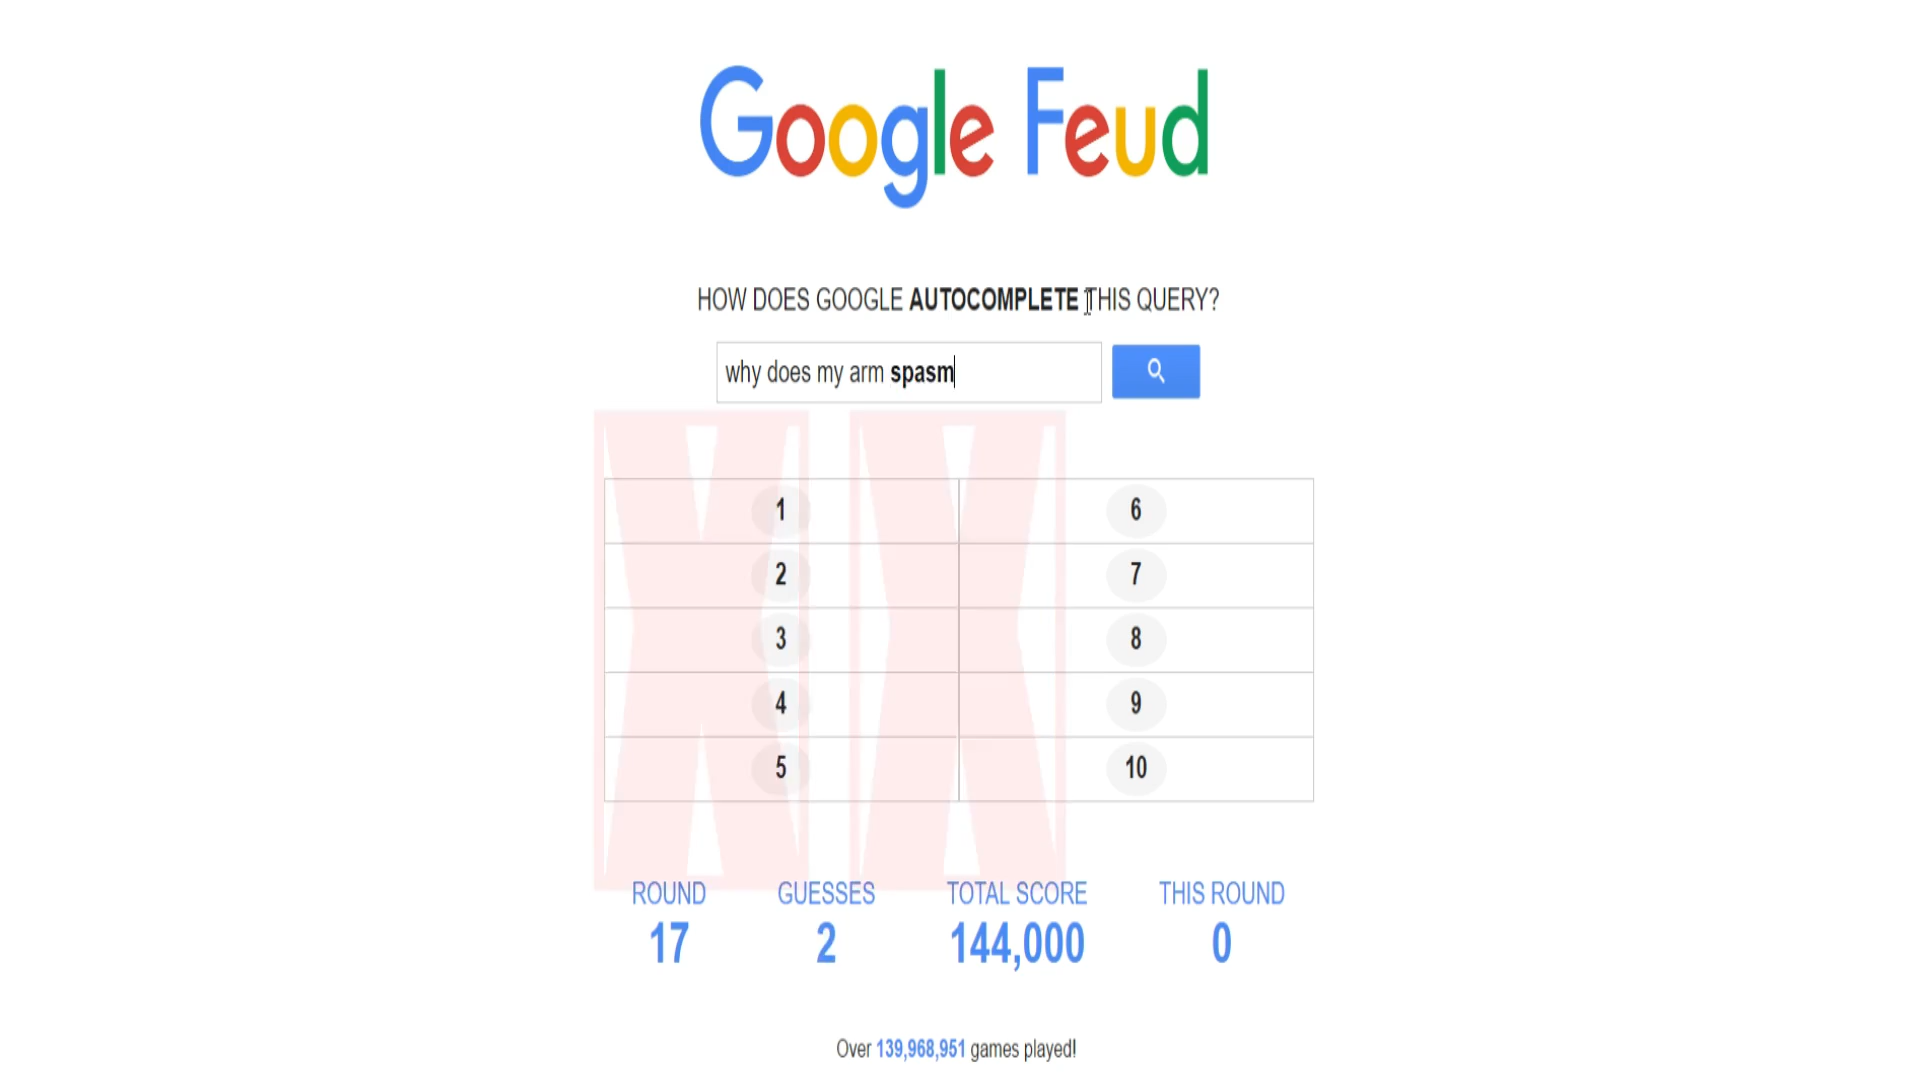 Google Feud
HOW DOES GOOGLE AUTOCOMPLETE THIS QUERY?
why does my arm spasm
X X
1 6
2 7
3 8
4 9
5 10
ROUND GUESSES TOTAL SCORE THIS ROUND
17 2 144,000 0
Over 139,968,951 games played!